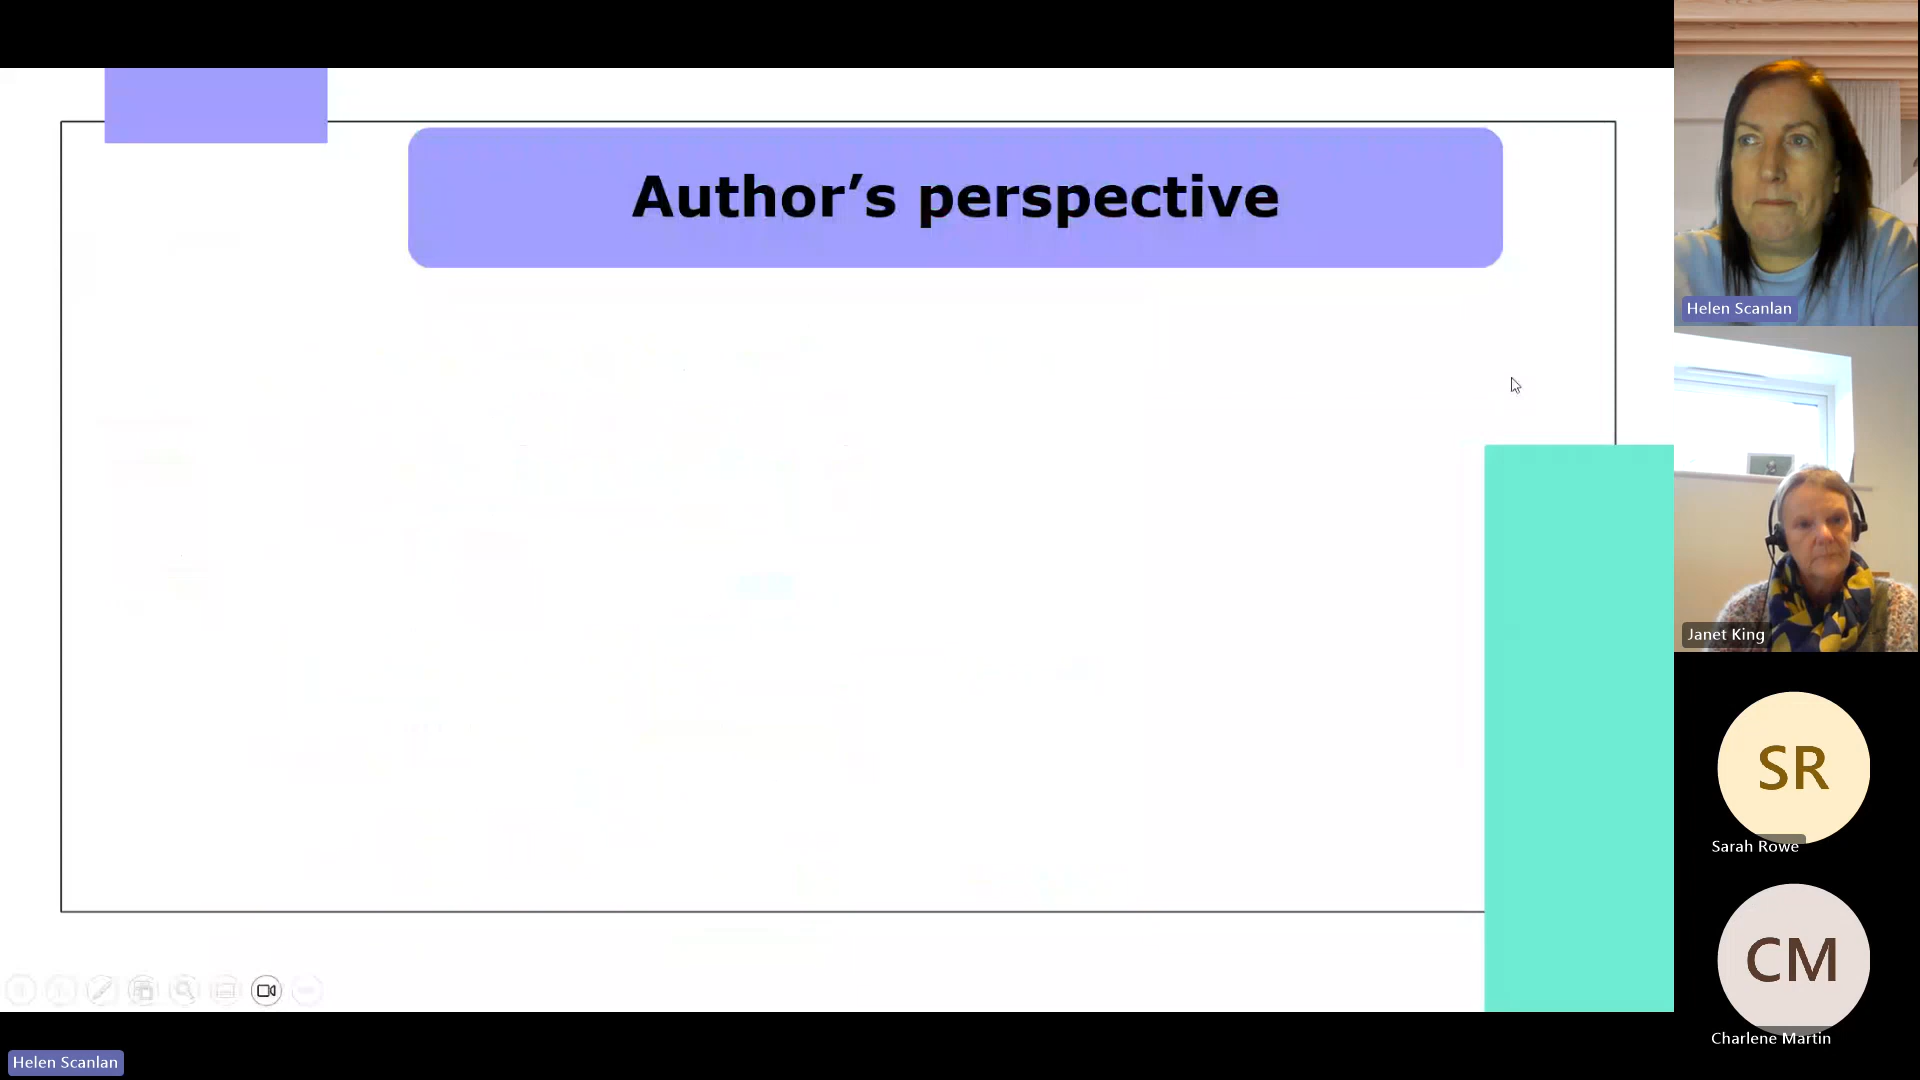 Author’s perspective
Helen Scanlan
Janet King
SR
Sarah Rowe
CM
Charlene Martin
Helen Scanlan